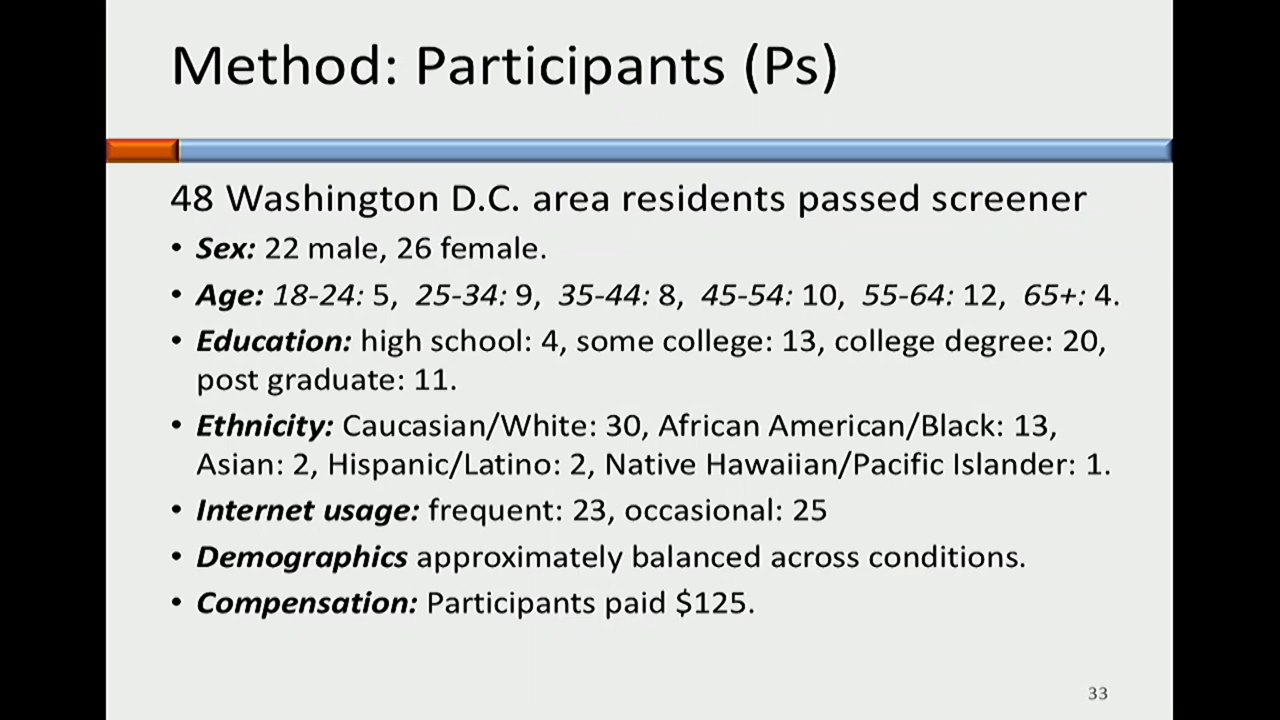 Method: Participants (Ps)
48 Washington D.C. area residents passed screener
• Sex: 22 male, 26 female.
• Age: 18-24: 5, 25-34: 9, 35-44: 8, 45-54: 10, 55-64: 12, 65+: 4.
• Education: high school: 4, some college: 13, college degree: 20,
post graduate: 11.
• Ethnicity: Caucasian/White: 30, African American/Black: 13,
Asian: 2, Hispanic/Latino: 2, Native Hawaiian/Pacific Islander: 1.
• Internet usage: frequent: 23, occasional: 25
• Demographics approximately balanced across conditions.
• Compensation: Participants paid $125.
33